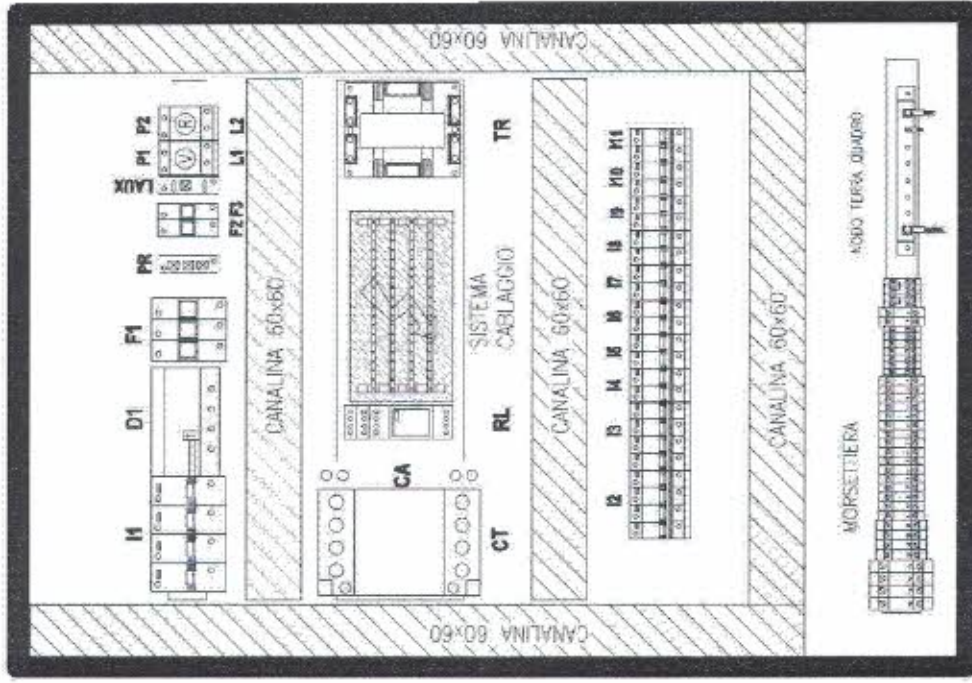 CANALINA 60x60
I1 D1 F1 PR LAUX P1 P2
V R
F2 F3 L1 L2
CANALINA 60x60
CA
SISTEMA
CABLAGGIO
CT RL TR
CANALINA 60x60
I2 I3 I4 I5 I6 I7 I8 I9 I10 I11
CANALINA 60x60
CANALINA 60x60
MORSETTIERA
NODO TERRA QUADRO